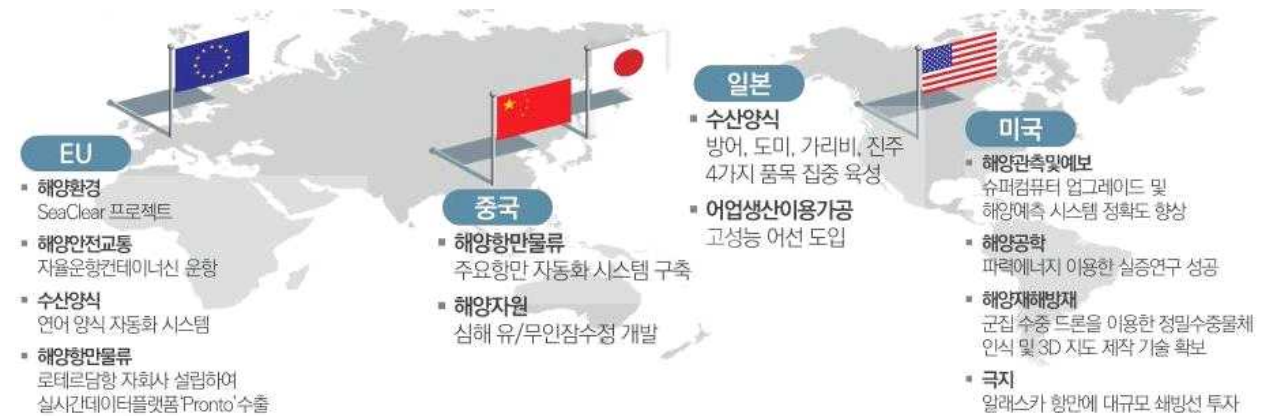 EU
▪ 해양환경
SeaClear 프로젝트
▪ 해양안전교통
자율운항컨테이너신 운항
▪ 수산양식
연어 양식 자동화 시스템
▪ 해양항만물류
로테르담항 자회사 설립하여
실시간데이터플랫폼‘Pronto’수출
중국
▪ 해양항만물류
주요항만 자동화 시스템 구축
▪ 해양자원
심해 유/무인잠수정 개발
일본
▪ 수산양식
방어, 도미, 가리비, 진주
4가지 품목 집중 육성
▪ 어업생산이용가공
고성능 어선 도입
미국
▪ 해양관측및예보
슈퍼컴퓨터 업그레이드 및
해양예측 시스템 정확도 향상
▪ 해양공학
파력에너지 이용한 실증연구 성공
▪ 해양재해방재
군집 수중 드론을 이용한 정밀수중물체
인식 및 3D 지도 제작 기술 확보
▪ 극지
알래스카 항만에 대규모 쇄빙선 투자